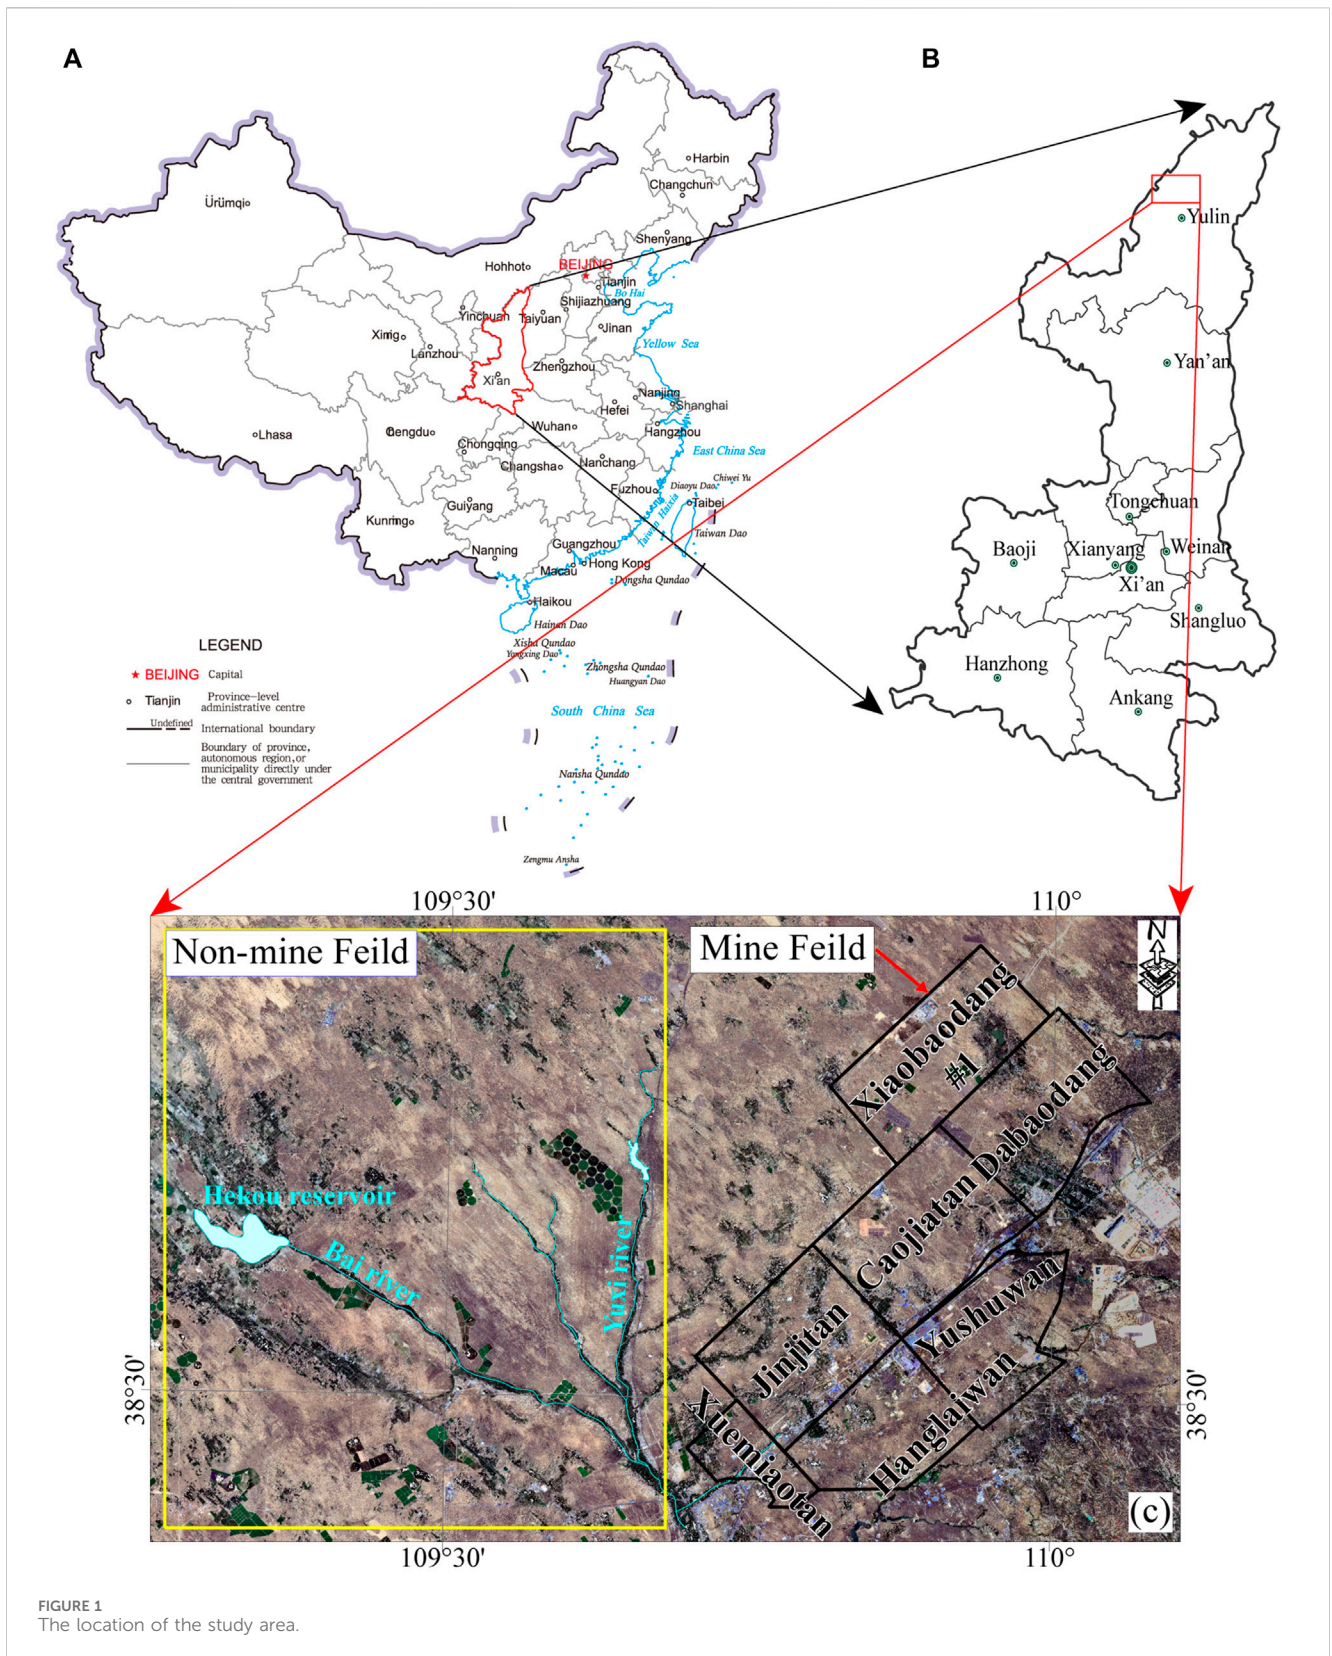 A
B
Harbin
Changchun
Ürümqi
Shenyang
Hohhot
BEIJING
Tianjin
Bo Hai
Shijiazhuang
Yinchuan
Taiyuan
Jinan
Xining
Lanzhou
Yellow Sea
Zhengzhou
Xi'an
Nanjing
Shanghai
Hefei
Wuhan
Hangzhou
Lhasa
Chengdu
Chongqing
East China Sea
Changsha
Nanchang
Chiwei Yu
Diaoyu Dao
Fuzhou
Guiyang
Taibei
Taiwan Haixia
Kunming
Taiwan Dao
Guangzhou
Nanning
Macau
Hong Kong
Dongsha Qundao
Haikou
Hainan Dao
Xisha Qundao
Yongxing Dao
Zhongsha Qundao
Huangyan Dao
South China Sea
Nansha Qundao
Zengmu Ansha
LEGEND
BEIJING Capital
Tianjin Province-level
administrative centre
Undefined International boundary
Boundary of province,
autonomous region,or
municipality directly under
the central government
Yulin
Yan'an
Tongchuan
Baoji
Xianyang
Weinan
Xi'an
Shangluo
Hanzhong
Ankang
109°30' 110°
Non-mine Feild
Mine Feild
N
Xiaobaodang
#1
Dabaodang
Caojiatan
Hekou reservoir
Bai river
Yuxi river
Yushuwan
Jinjitan
Hanglaiwan
Xuemiaotan
38°30'
38°30'
(c)
109°30' 110°
FIGURE 1
The location of the study area.